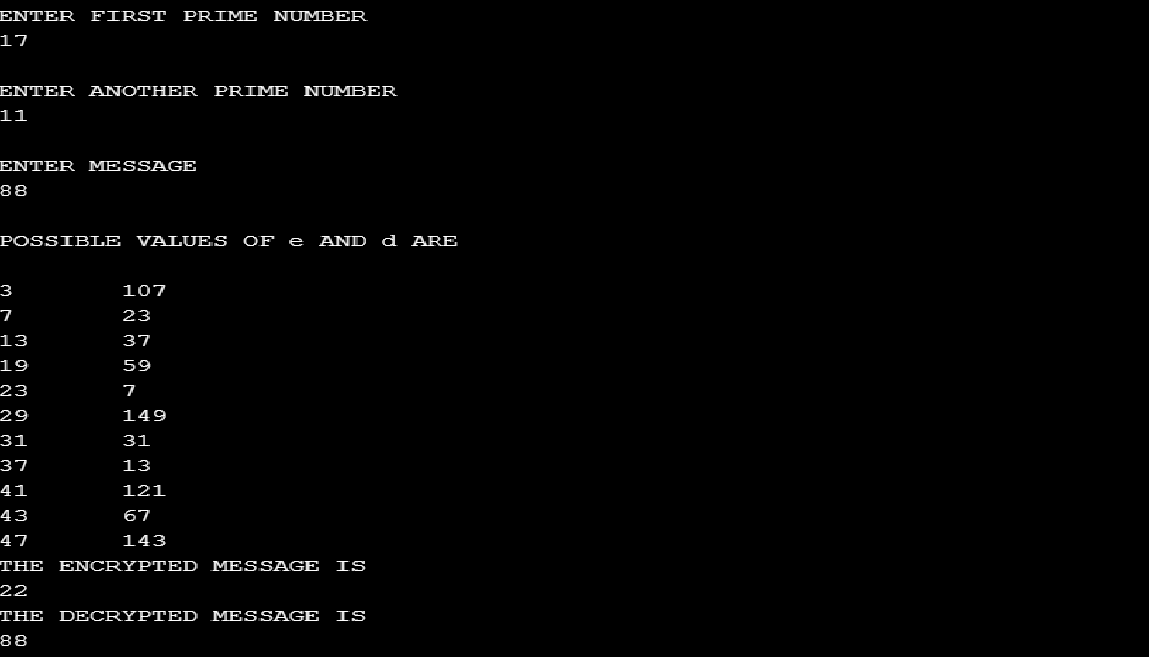 ENTER FIRST PRIME NUMBER
17
ENTER ANOTHER PRIME NUMBER
11
ENTER MESSAGE
88
POSSIBLE VALUES OF e AND d ARE
3 107
7 23
13 37
19 59
23 7
29 149
31 31
37 13
41 121
43 67
47 143
THE ENCRYPTED MESSAGE IS
22
THE DECRYPTED MESSAGE IS
88